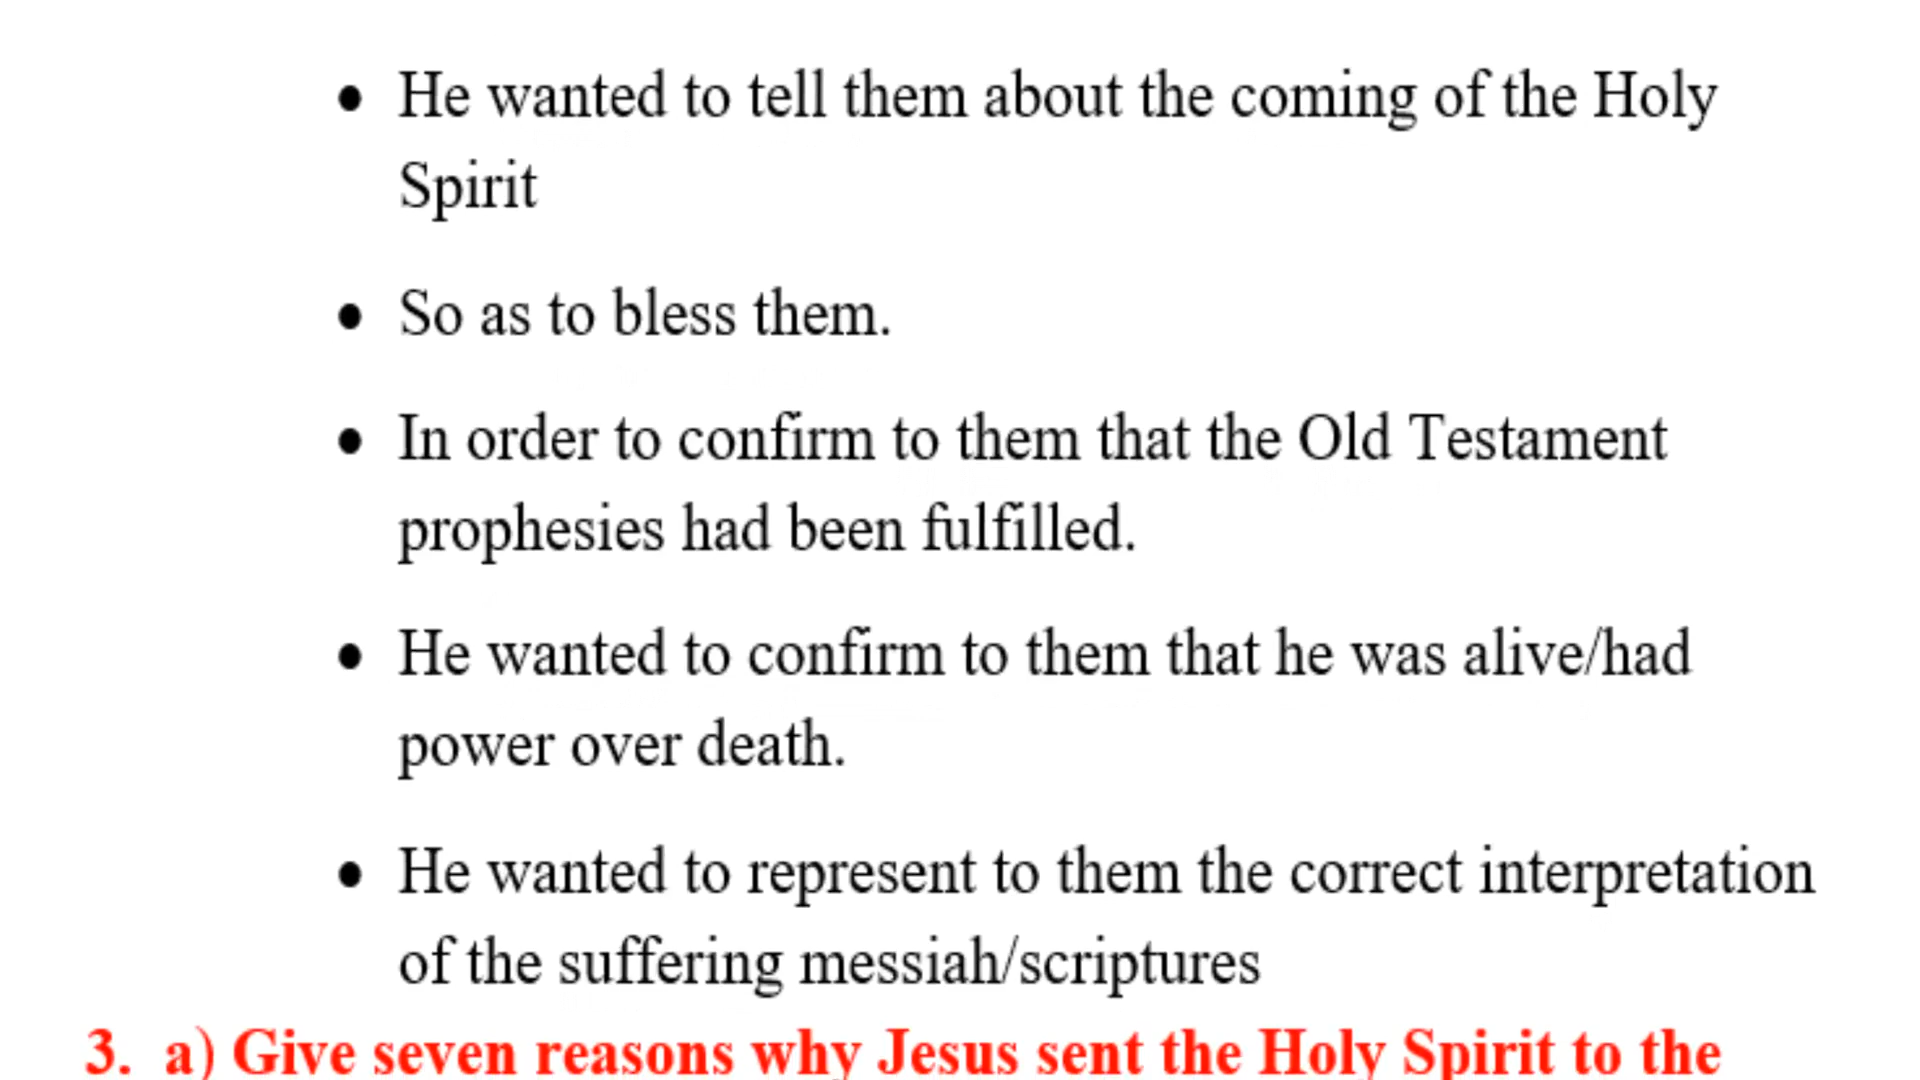 • He wanted to tell them about the coming of the Holy
Spirit
• So as to bless them.
• In order to confirm to them that the Old Testament
prophesies had been fulfilled.
• He wanted to confirm to them that he was alive/had
power over death.
• He wanted to represent to them the correct interpretation
of the suffering messiah/scriptures
3. a) Give seven reasons why Jesus sent the Holy Spirit to the